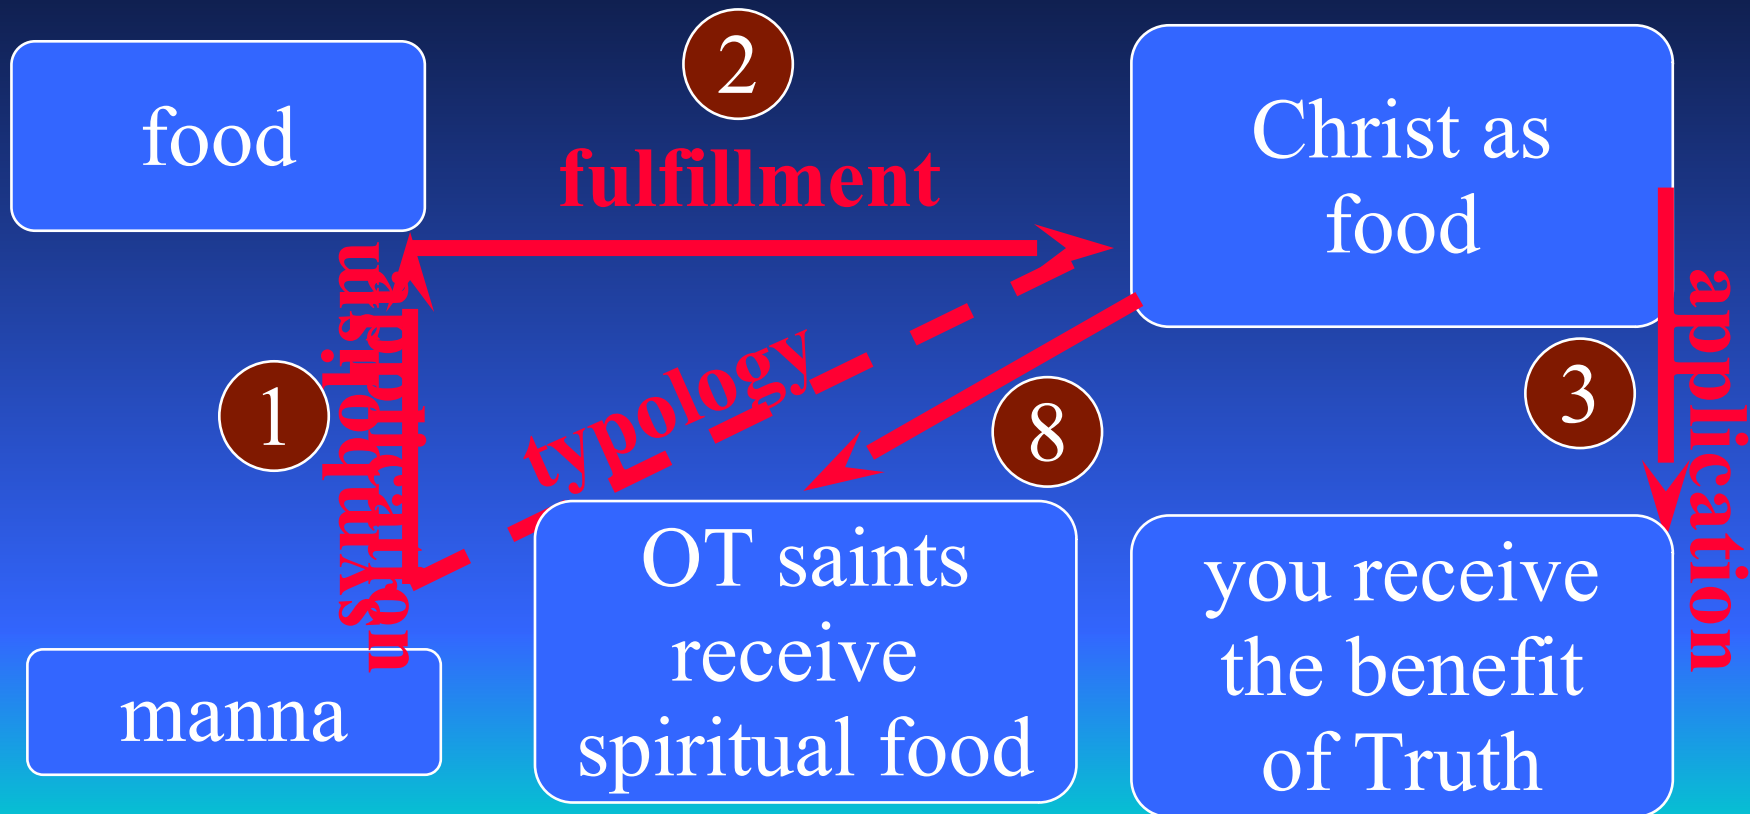 food
2
fulfillment
Christ as
food
symbolism
1
typology
8
3
application
manna
OT saints
receive
spiritual food
you receive
the benefit
of Truth